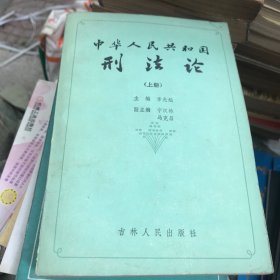 中华人民共和国
刑法论
(上册)
主编 李光灿
副主编 宁汉林
马克昌
吉林人民出版社